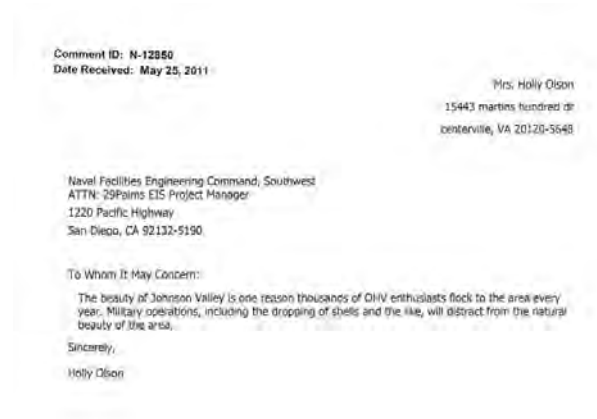 Comment ID: N-12850
Date Received: May 25, 2011
Mrs. Holly Olson
15443 martins hundred dr
centerville, VA 20120-5648
Naval Facilities Engineering Command, Southwest
ATTN: 29Palms EIS Project Manager
1220 Pacific Highway
San Diego, CA 92132-5190
To Whom It May Concern:
The beauty of Johnson Valley is one reason thousands of OHV enthusiasts flock to the area every
year. Military operations, including the dropping of shells and the like, will distract from the natural
beauty of the area.
Sincerely,
Holly Olson